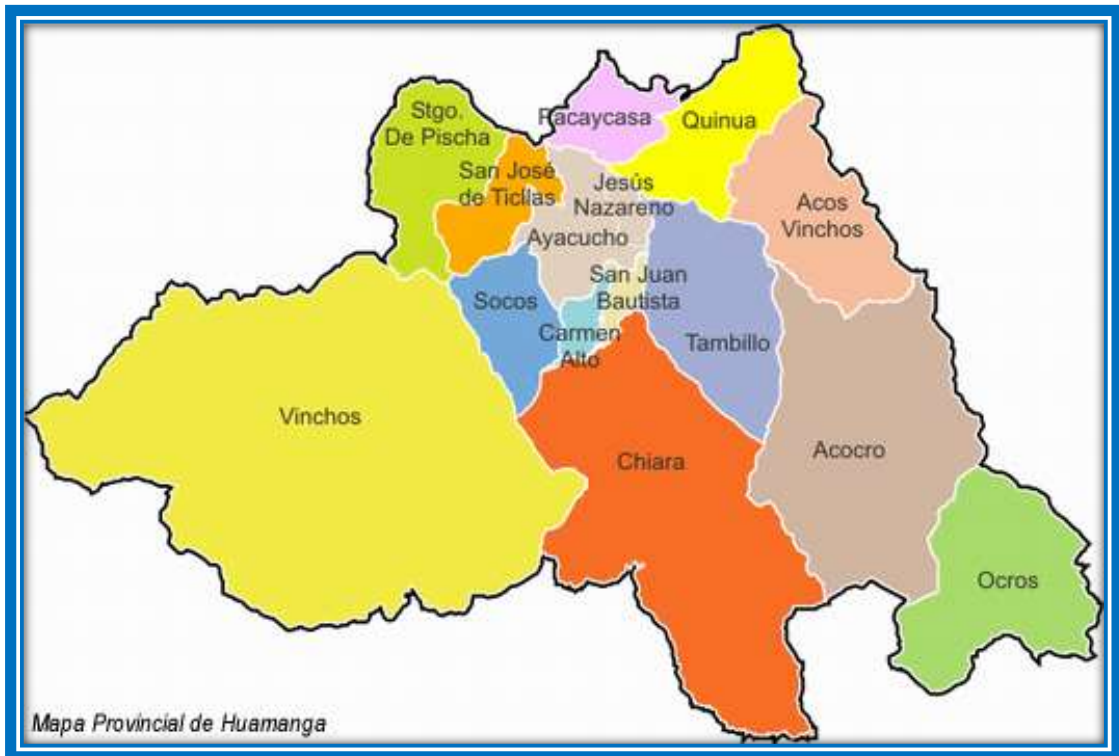 Stgo.
De Pischa
Pacaycasa
Quinua
San José
de Ticllas
Jesús
Nazareno
Acos
Vinchos
Ayacucho
San Juan
Bautista
Socos
Carmen
Alto
Tambillo
Vinchos
Chiara
Acocro
Ocros
Mapa Provincial de Huamanga